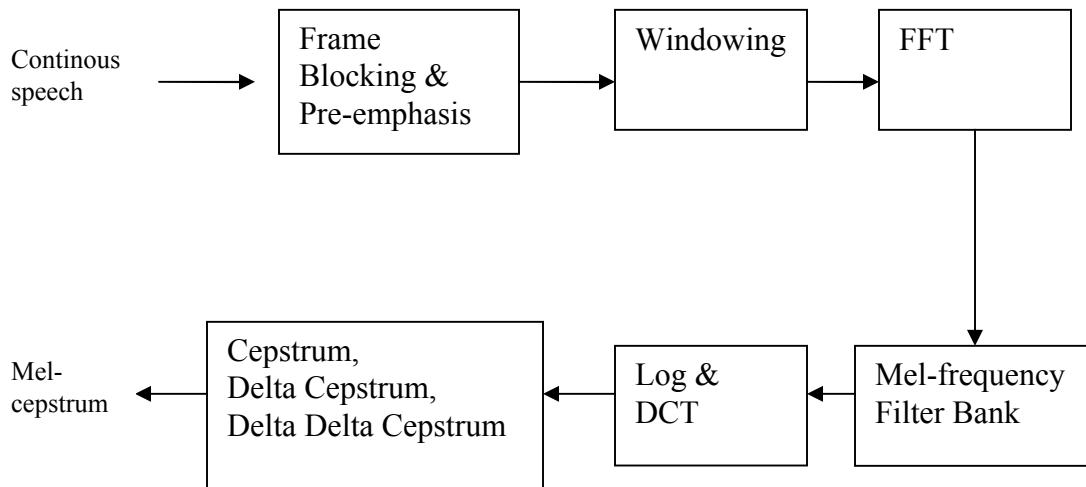 Continous
speech
Frame
Blocking &
Pre-emphasis
Windowing
FFT
Mel-frequency
Filter Bank
Log &
DCT
Cepstrum,
Delta Cepstrum,
Delta Delta Cepstrum
Mel-
cepstrum